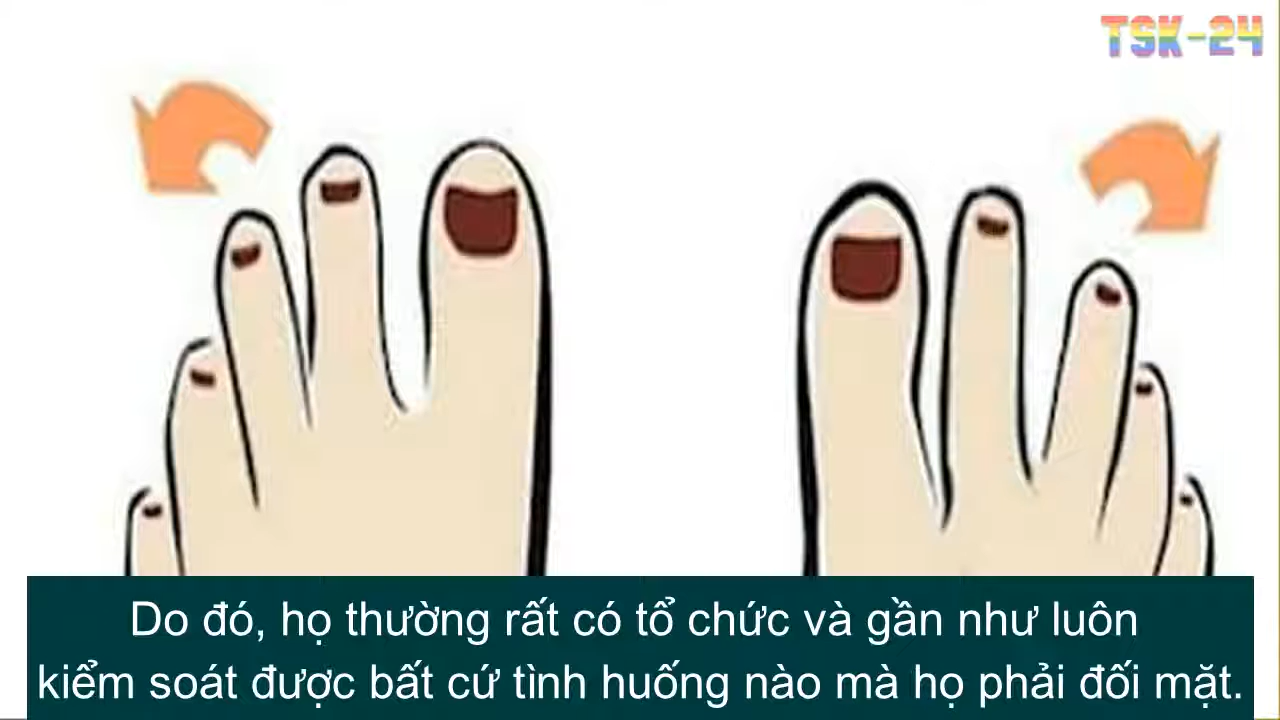 TSK-24
Do đó, họ thường rất có tổ chức và gần như luôn
kiểm soát được bất cứ tình huống nào mà họ phải đối mặt.